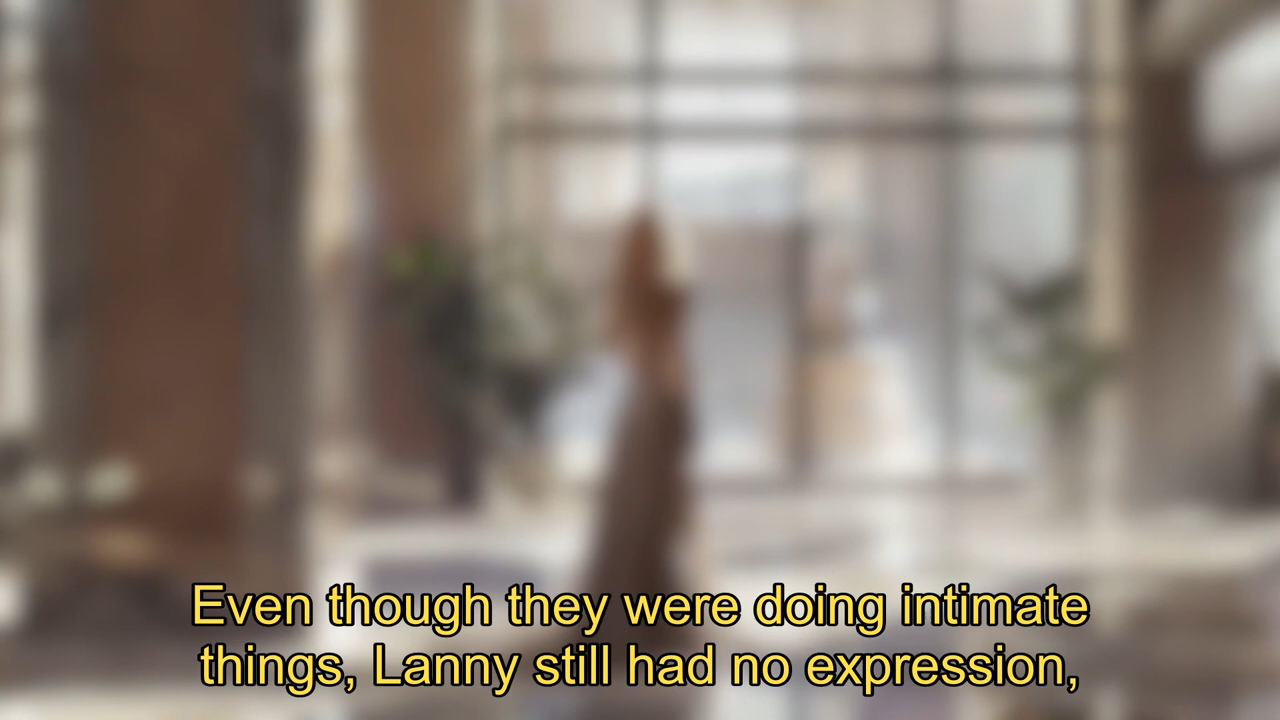 Even though they were doing intimate
things, Lanny still had no expression,